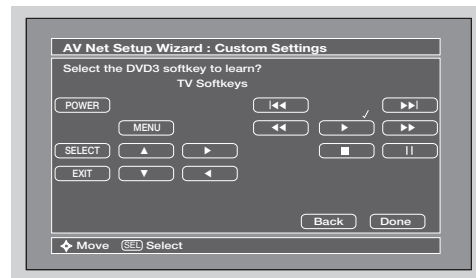 AV Net Setup Wizard : Custom Settings
Select the DVD3 softkey to learn?
TV Softkeys
POWER
MENU
SELECT
EXIT
Back Done
Move SEL Select